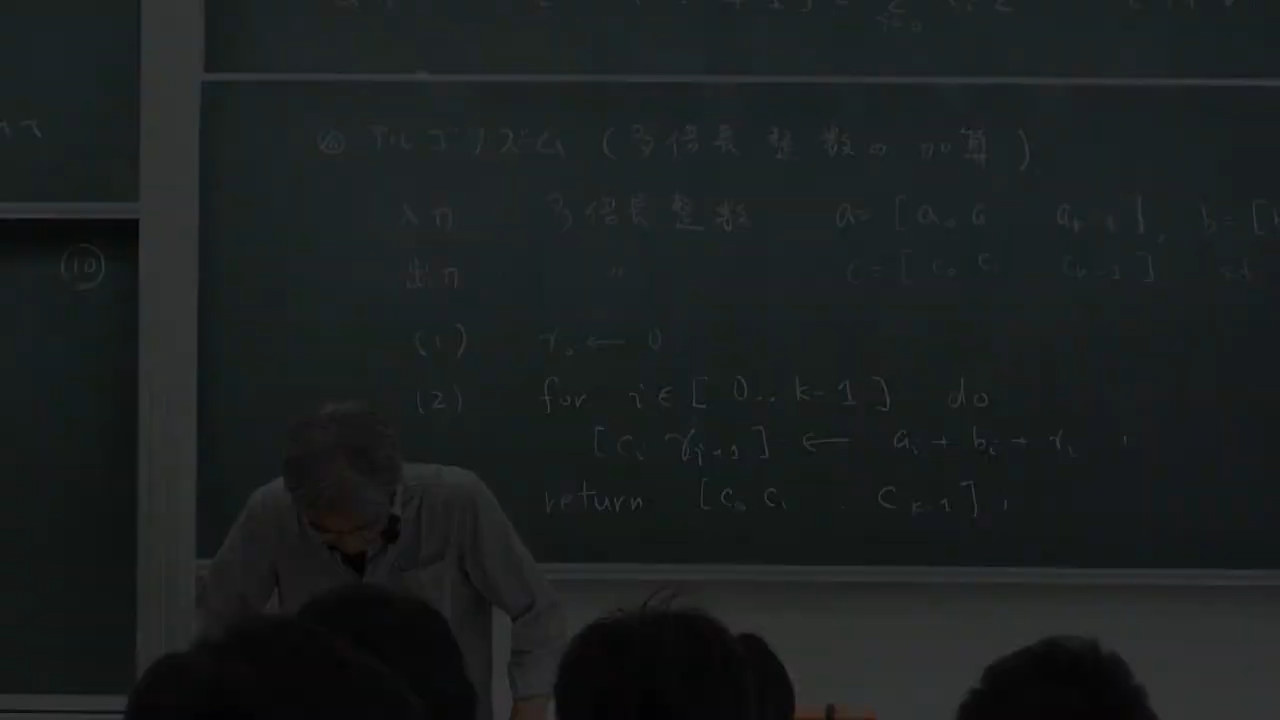 アルゴリズム (多倍長整数の加算)
入力 多倍長整数 a = [a₀ a aₖ₋₁], b = [
出力 〃 c = [c₀ c₁ cₖ₋₁]
(1) r₀ ← 0
(2) for i ∈ [0..k-1] do
[cᵢ rᵢ₊₁] ← aᵢ + bᵢ + rᵢ
return [c₀ c₁ cₖ₋₁],
(10)